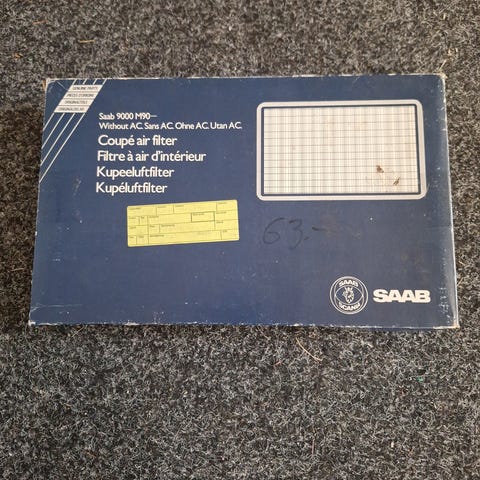 GENUINE PARTS
PIECES D'ORIGINE
ORIGINALTEILE
ORIGINALDELAR
Saab 9000 M90—
Without AC. Sans AC. Ohne AC. Utan AC.
Coupé air filter
Filtre à air d'intérieur
Kupeeluftfilter
Kupéluftfilter
63.-
SAAB
SCANIA
SAAB